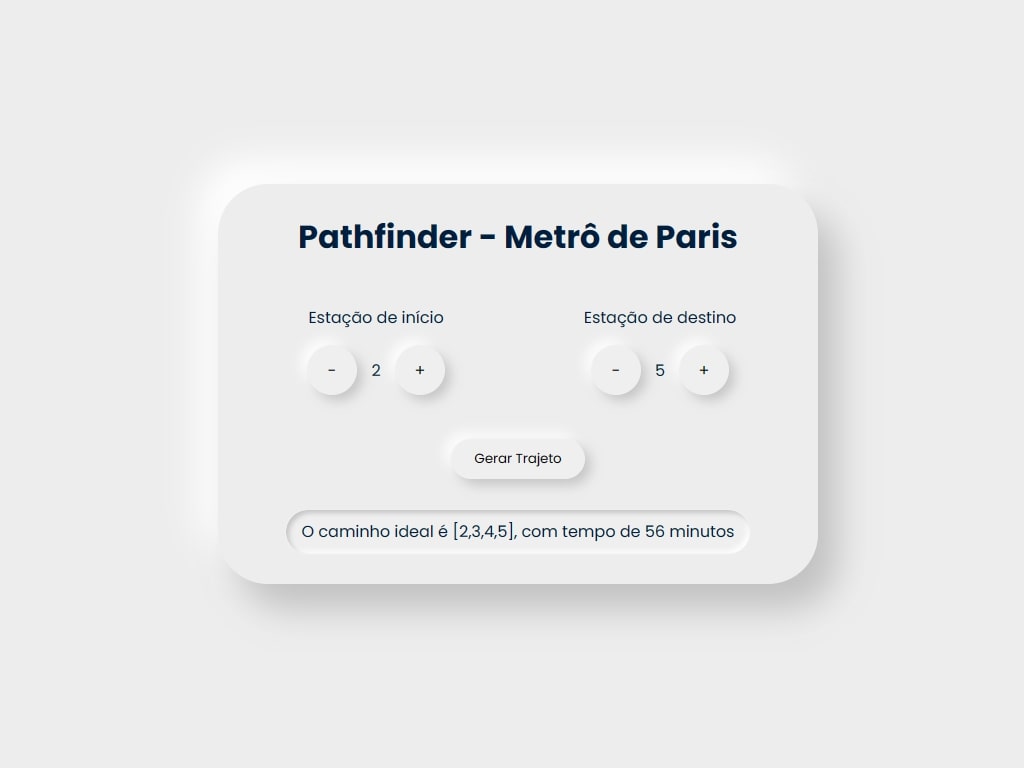 Pathfinder - Metrô de Paris
Estação de início
Estação de destino
- 2 +
- 5 +
Gerar Trajeto
O caminho ideal é [2,3,4,5], com tempo de 56 minutos